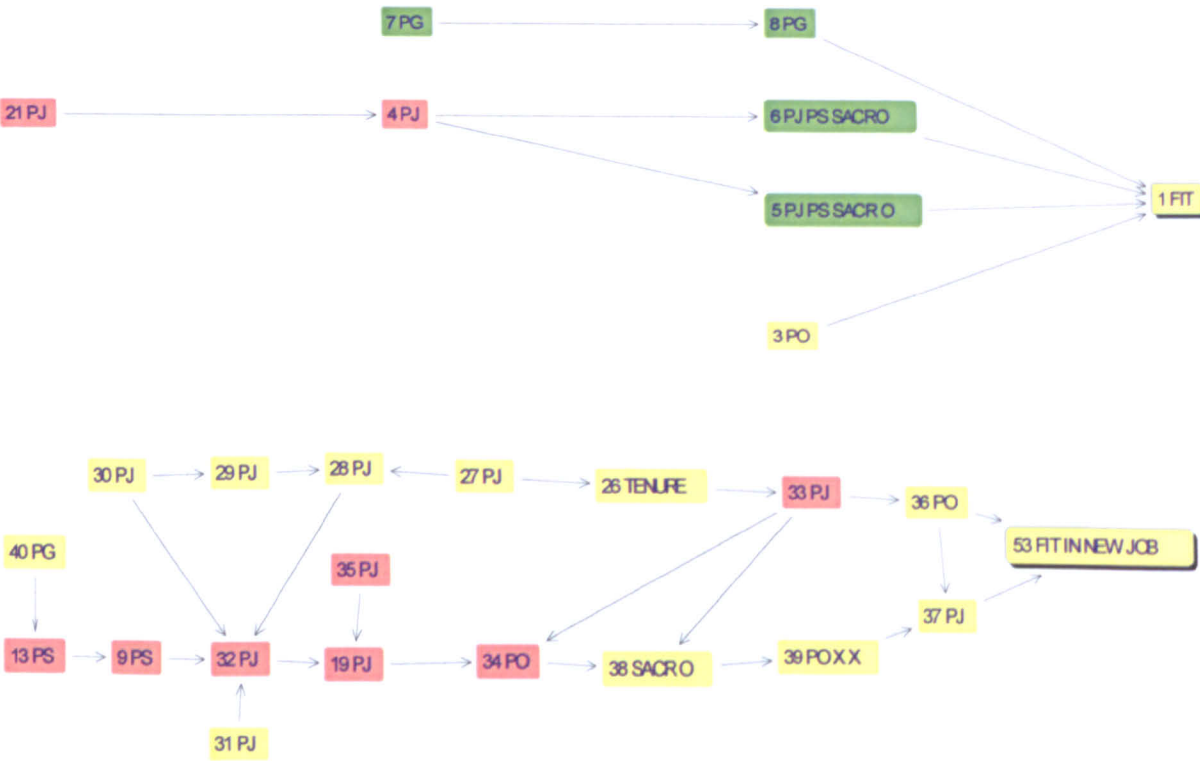 7 PG
8 PG
21 PJ
4 PJ
6 PJ PS SACRO
5 PJ PS SACRO
1 FIT
3 PO
30 PJ
29 PJ
28 PJ
27 PJ
26 TENURE
33 PJ
36 PO
40 PG
35 PJ
53 FIT IN NEW JOB
37 PJ
13 PS
9 PS
32 PJ
19 PJ
34 PO
38 SACRO
39 PO X X
31 PJ